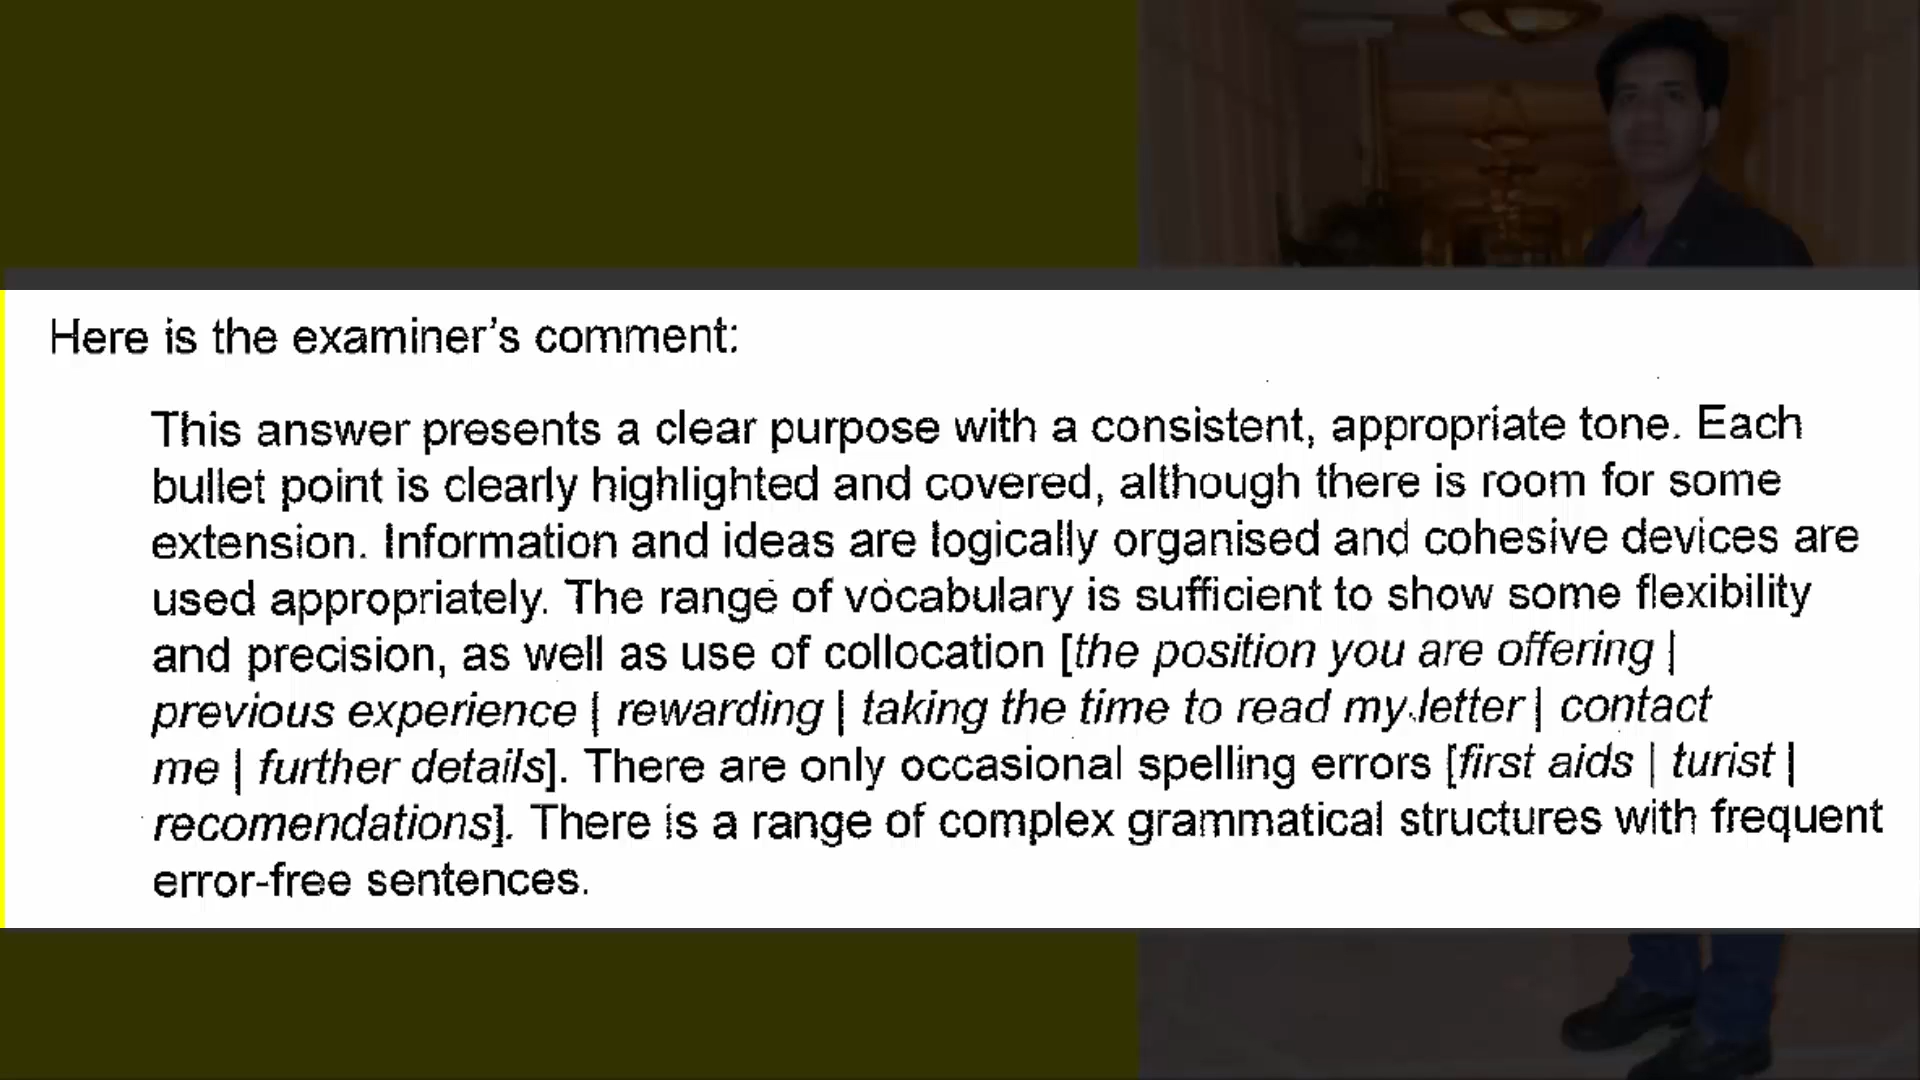 Here is the examiner's comment:
This answer presents a clear purpose with a consistent, appropriate tone. Each
bullet point is clearly highlighted and covered, although there is room for some
extension. Information and ideas are logically organised and cohesive devices are
used appropriately. The range of vocabulary is sufficient to show some flexibility
and precision, as well as use of collocation [the position you are offering |
previous experience | rewarding | taking the time to read my letter | contact
me | further details]. There are only occasional spelling errors [first aids | turist |
recomendations]. There is a range of complex grammatical structures with frequent
error-free sentences.